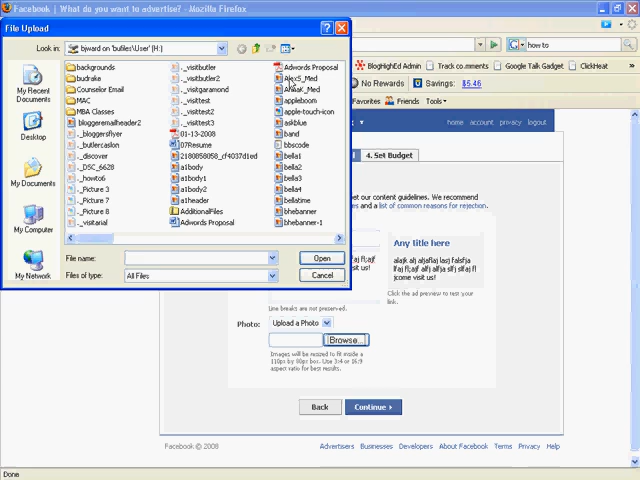 Facebook | What do you want to advertise? - Mozilla Firefox
File Upload
Look in: bjward on 'bufiles\User' (H:)
how to
BlogHighEd Admin Track comments Google Talk Gadget ClickHeat
No Rewards Savings: $5.46
Favorites Friends Tools
home account privacy logout
4. Set Budget
My Recent
Documents
Desktop
My Documents
My Computer
My Network
backgrounds
budrake
Counselor Email
MAC
MBA Classes
bloggeremailheader2
._bloggersflyer
._butlercaslon
._discover
._DSC_6628
._howto6
._Picture 3
._Picture 7
._Picture 8
._visitarial
._visitbutler
._visitbutler2
._visitgaramond
._visittest
._visittest2
._visittest3
01-13-2008
07Resume
2180858058_cf4037d1ed
a1body
a1body1
a1body2
a1header
AdditionalFiles
Adwords Proposal
Adwords Proposal
AlexS_Med
appleboom
apple-touch-icon
askblue
band
bbscode
bella1
bella2
bella3
bella4
bellatime
bhebanner
bhebanner-1
File name: Open
Files of type: All Files Cancel
et our content guidelines. We recommend
and a list of common reasons for rejection.
Any title here
alajk alj aljaflaj lasj falsfja
lfaj fl;ajf alfj alfja slfj slfaj fl
jcome visit us!
Click the ad preview to test your
link.
Line breaks are not preserved.
Photo: Upload a Photo
Browse...
Images will be resized to fit inside a
110px by 80px box. Use 3:4 or 16:9
aspect ratio for best results.
Back Continue
Facebook © 2008 Advertisers Businesses Developers About Facebook Terms Privacy Help
Done